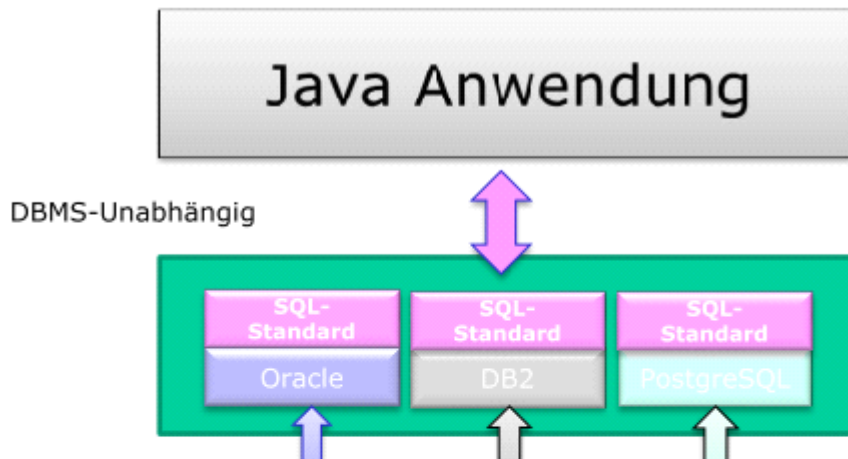 Java Anwendung
DBMS-Unabhängig
SQL-
Standard
Oracle
SQL-
Standard
DB2
SQL-
Standard
PostgreSQL